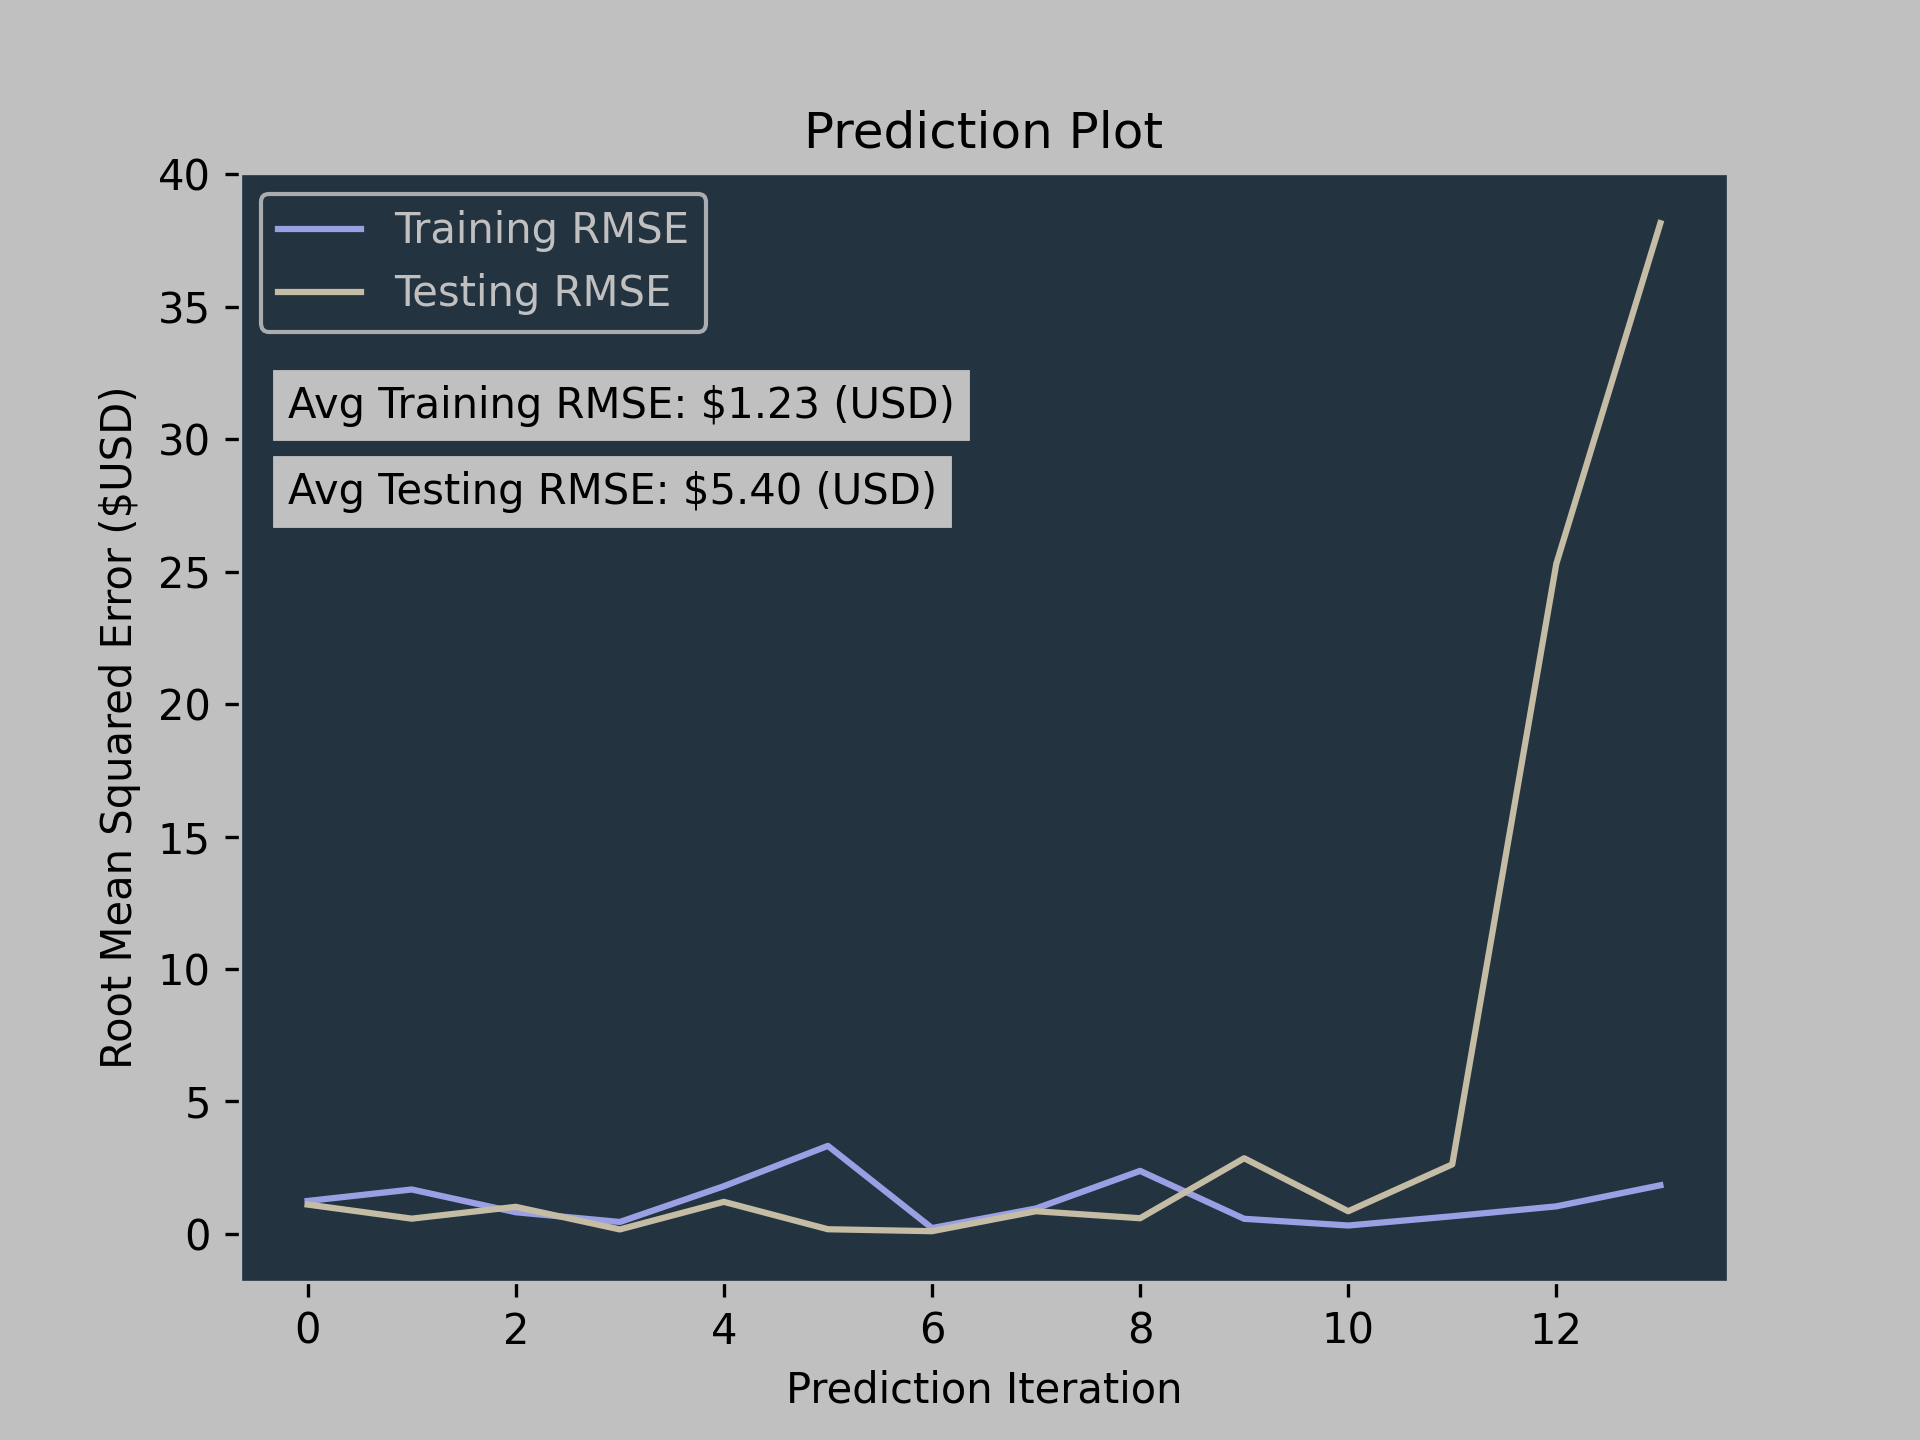 Prediction Plot
Training RMSE
Testing RMSE
Avg Training RMSE: $1.23 (USD)
Avg Testing RMSE: $5.40 (USD)
Root Mean Squared Error ($USD)
40
35
30
25
20
15
10
5
0
0 2 4 6 8 10 12
Prediction Iteration